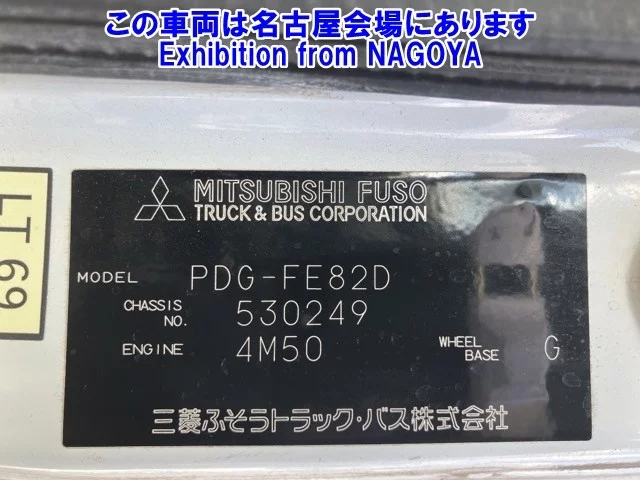 この車両は名古屋会場にあります
Exhibition from NAGOYA
MITSUBISHI FUSO
TRUCK & BUS CORPORATION
MODEL PDG-FE82D
CHASSIS NO. 530249
ENGINE 4M50 WHEEL BASE G
三菱ふそうトラック・バス株式会社
LT69